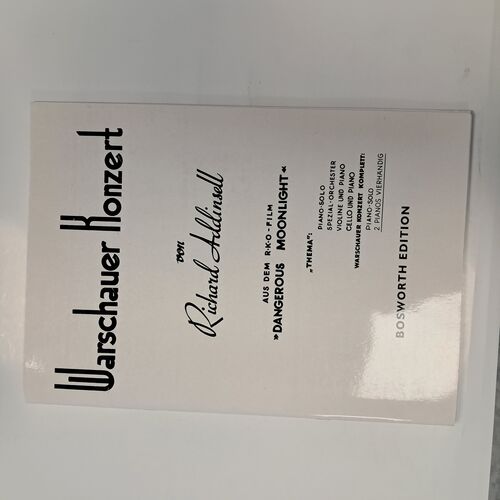 Warschauer Konzert
von
Richard Addinsell
AUS DEM R-K-O-FILM
»DANGEROUS MOONLIGHT«
„THEMA":
PIANO-SOLO
SPEZIAL-ORCHESTER
VIOLINE UND PIANO
CELLO UND PIANO
WARSCHAUER KONZERT KOMPLETT:
PIANO-SOLO
2 PIANOS VIERHÄNDIG
BOSWORTH EDITION